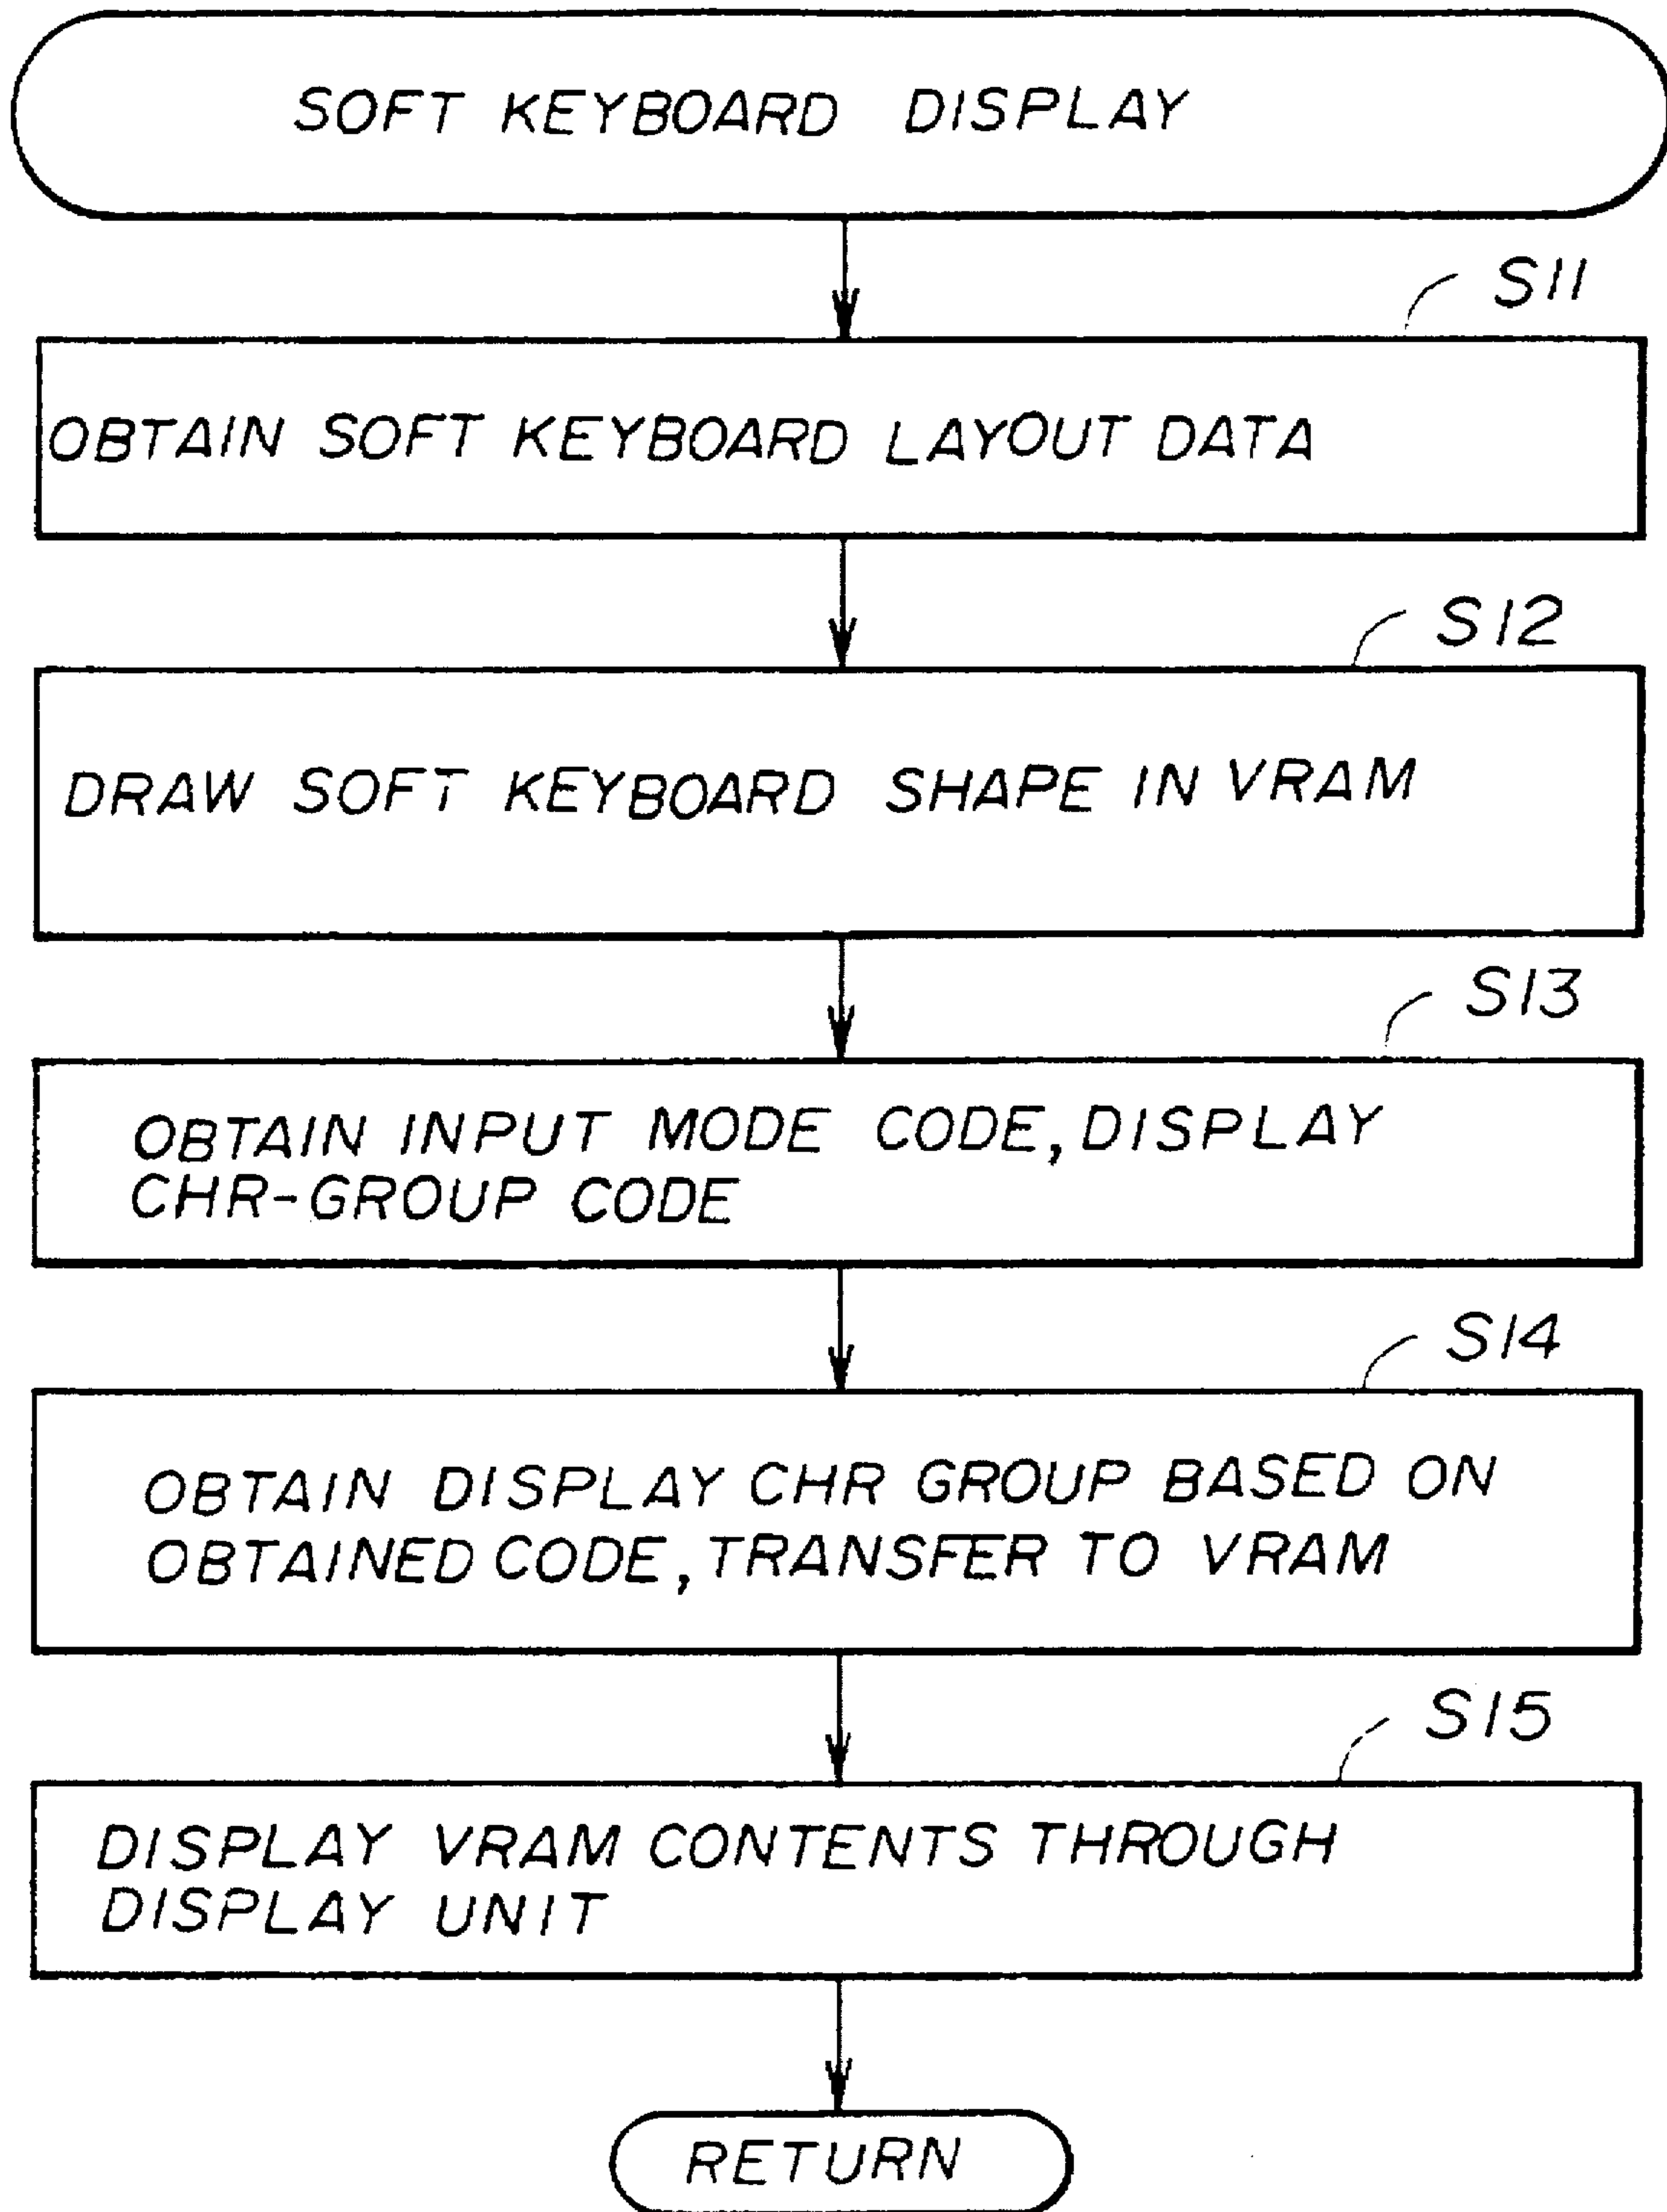 SOFT KEYBOARD DISPLAY
S11
OBTAIN SOFT KEYBOARD LAYOUT DATA
S12
DRAW SOFT KEYBOARD SHAPE IN VRAM
S13
OBTAIN INPUT MODE CODE, DISPLAY
CHR-GROUP CODE
S14
OBTAIN DISPLAY CHR GROUP BASED ON
OBTAINED CODE, TRANSFER TO VRAM
S15
DISPLAY VRAM CONTENTS THROUGH
DISPLAY UNIT
RETURN